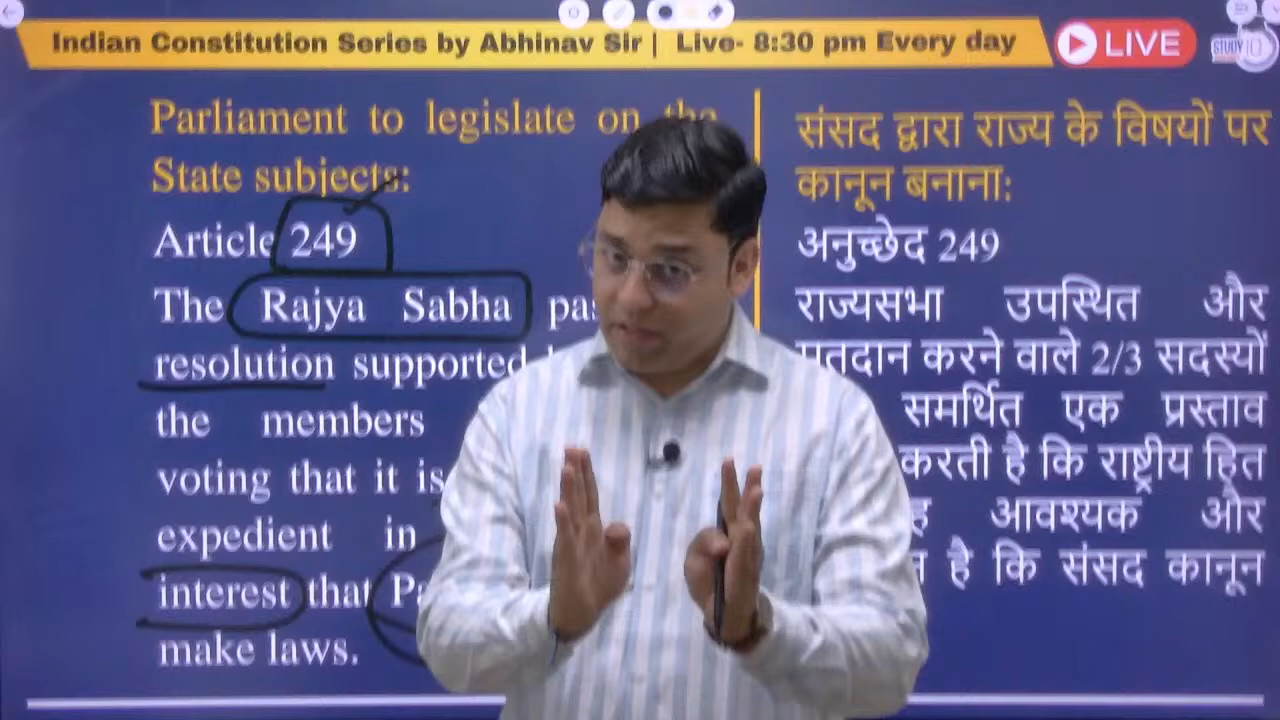 Indian Constitution Series by Abhinav Sir | Live- 8:30 pm Every day
LIVE
STUDY IQ
Parliament to legislate on the
State subjects:
Article 249
The Rajya Sabha
resolution supported
the members
voting that it is
expedient in
interest that
make laws.
संसद द्वारा राज्य के विषयों पर
कानून बनाना:
अनुच्छेद 249
राज्यसभा उपस्थित और
मतदान करने वाले 2/3 सदस्यों
समर्थित एक प्रस्ताव
करती है कि राष्ट्रीय हित
आवश्यक और
है कि संसद कानून